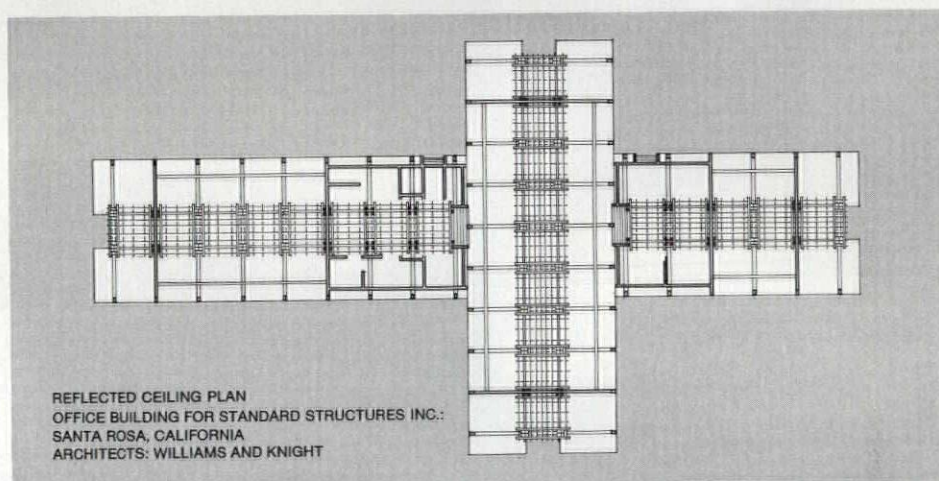 REFLECTED CEILING PLAN
OFFICE BUILDING FOR STANDARD STRUCTURES INC.:
SANTA ROSA, CALIFORNIA
ARCHITECTS: WILLIAMS AND KNIGHT